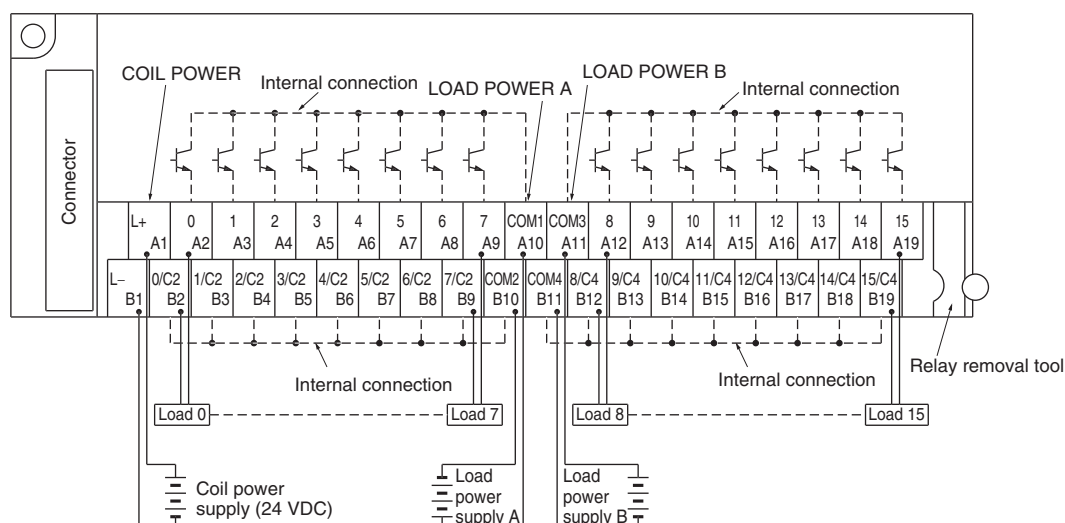 COIL POWER
Internal connection
LOAD POWER A
LOAD POWER B
Internal connection
Connector
L+ 0 1 2 3 4 5 6 7 COM1 COM3 8 9 10 11 12 13 14 15
A1 A2 A3 A4 A5 A6 A7 A8 A9 A10 A11 A12 A13 A14 A15 A16 A17 A18 A19
L– 0/C2 1/C2 2/C2 3/C2 4/C2 5/C2 6/C2 7/C2 COM2 COM4 8/C4 9/C4 10/C4 11/C4 12/C4 13/C4 14/C4 15/C4
B1 B2 B3 B4 B5 B6 B7 B8 B9 B10 B11 B12 B13 B14 B15 B16 B17 B18 B19
Relay removal tool
Internal connection
Internal connection
Load 0
Load 7
Load 8
Load 15
Coil power
supply (24 VDC)
Load
power
supply A
Load
power
supply B